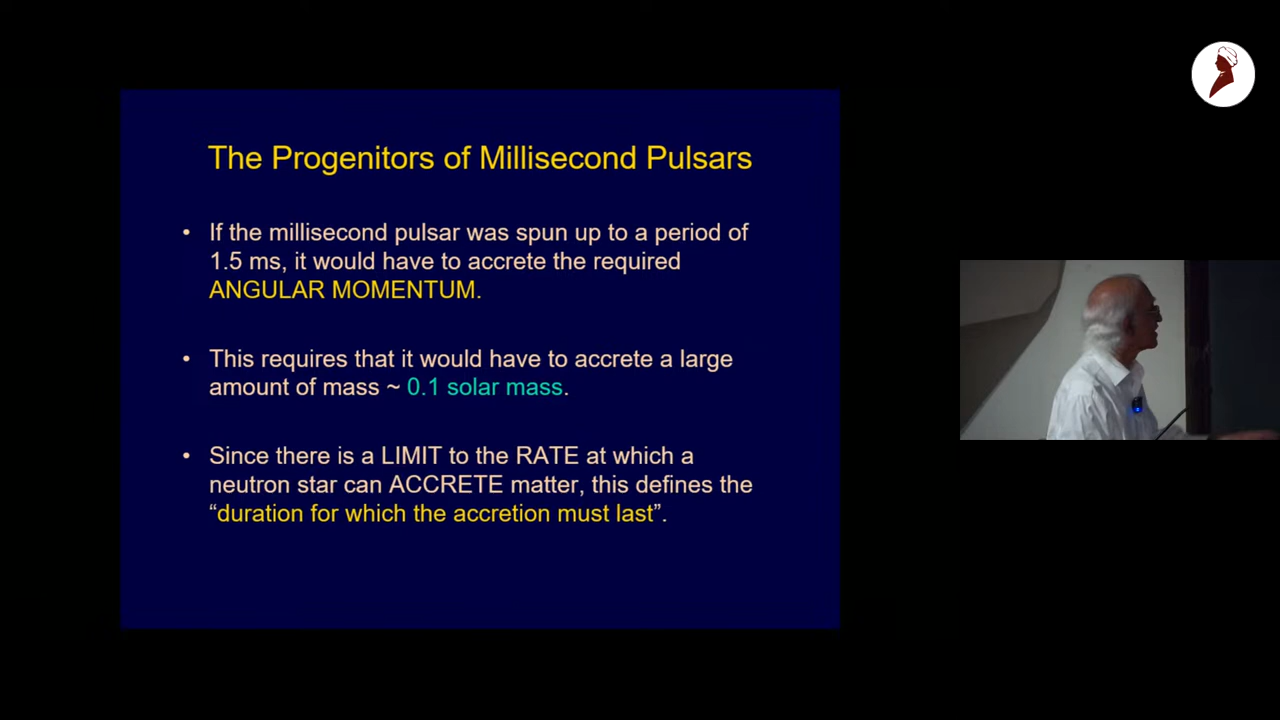 The Progenitors of Millisecond Pulsars
• If the millisecond pulsar was spun up to a period of
1.5 ms, it would have to accrete the required
ANGULAR MOMENTUM.
• This requires that it would have to accrete a large
amount of mass ~ 0.1 solar mass.
• Since there is a LIMIT to the RATE at which a
neutron star can ACCRETE matter, this defines the
“duration for which the accretion must last”.